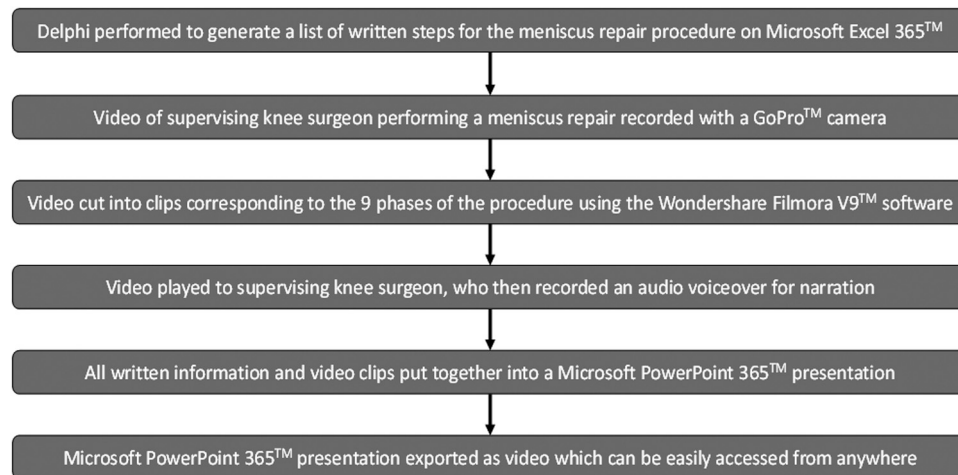 Delphi performed to generate a list of written steps for the meniscus repair procedure on Microsoft Excel 365™
Video of supervising knee surgeon performing a meniscus repair recorded with a GoPro™ camera
Video cut into clips corresponding to the 9 phases of the procedure using the Wondershare Filmora V9™ software
Video played to supervising knee surgeon, who then recorded an audio voiceover for narration
All written information and video clips put together into a Microsoft PowerPoint 365™ presentation
Microsoft PowerPoint 365™ presentation exported as video which can be easily accessed from anywhere